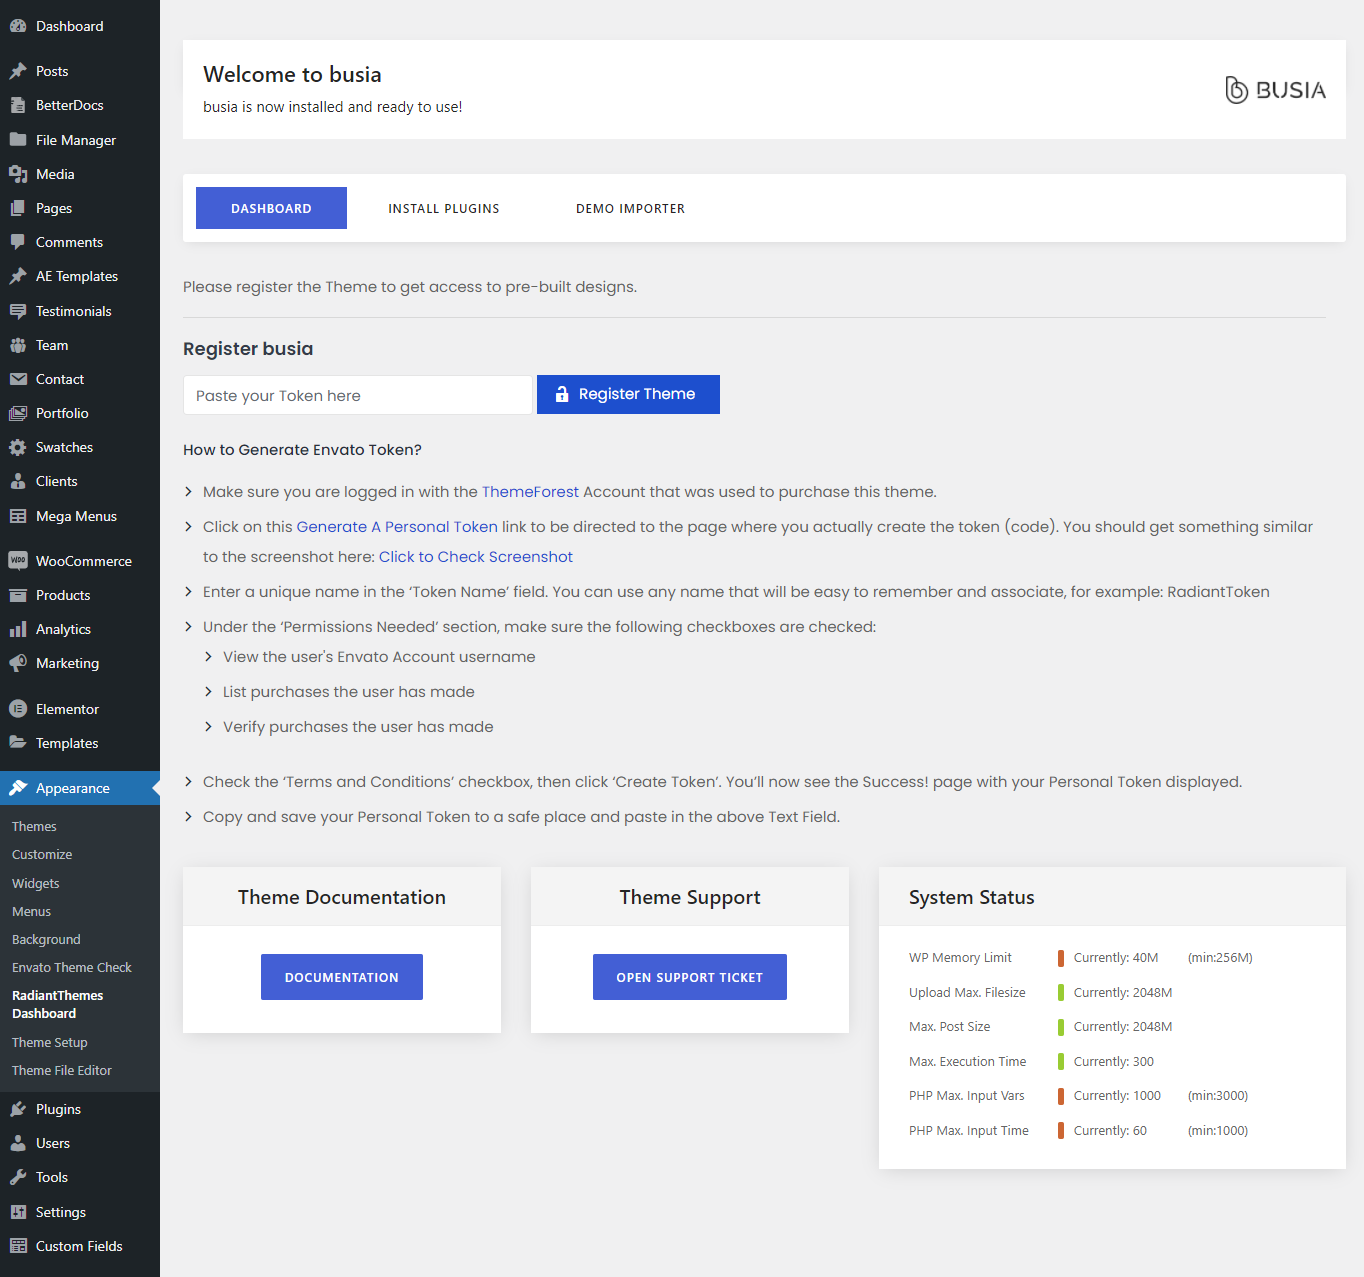 Dashboard
Posts
BetterDocs
File Manager
Media
Pages
Comments
AE Templates
Testimonials
Team
Contact
Portfolio
Swatches
Clients
Mega Menus
WooCommerce
Products
Analytics
Marketing
Elementor
Templates
Appearance
Themes
Customize
Widgets
Menus
Background
Envato Theme Check
RadiantThemes
Dashboard
Theme Setup
Theme File Editor
Plugins
Users
Tools
Settings
Custom Fields
Welcome to busia
busia is now installed and ready to use!
BUSIA
DASHBOARD
INSTALL PLUGINS
DEMO IMPORTER
Please register the Theme to get access to pre-built designs.
Register busia
Paste your Token here
Register Theme
How to Generate Envato Token?
Make sure you are logged in with the ThemeForest Account that was used to purchase this theme.
Click on this Generate A Personal Token link to be directed to the page where you actually create the token (code). You should get something similar
to the screenshot here: Click to Check Screenshot
Enter a unique name in the ‘Token Name’ field. You can use any name that will be easy to remember and associate, for example: RadiantToken
Under the ‘Permissions Needed’ section, make sure the following checkboxes are checked:
View the user's Envato Account username
List purchases the user has made
Verify purchases the user has made
Check the ‘Terms and Conditions’ checkbox, then click ‘Create Token’. You’ll now see the Success! page with your Personal Token displayed.
Copy and save your Personal Token to a safe place and paste in the above Text Field.
Theme Documentation
DOCUMENTATION
Theme Support
OPEN SUPPORT TICKET
System Status
WP Memory Limit Currently: 40M (min:256M)
Upload Max. Filesize Currently: 2048M
Max. Post Size Currently: 2048M
Max. Execution Time Currently: 300
PHP Max. Input Vars Currently: 1000 (min:3000)
PHP Max. Input Time Currently: 60 (min:1000)